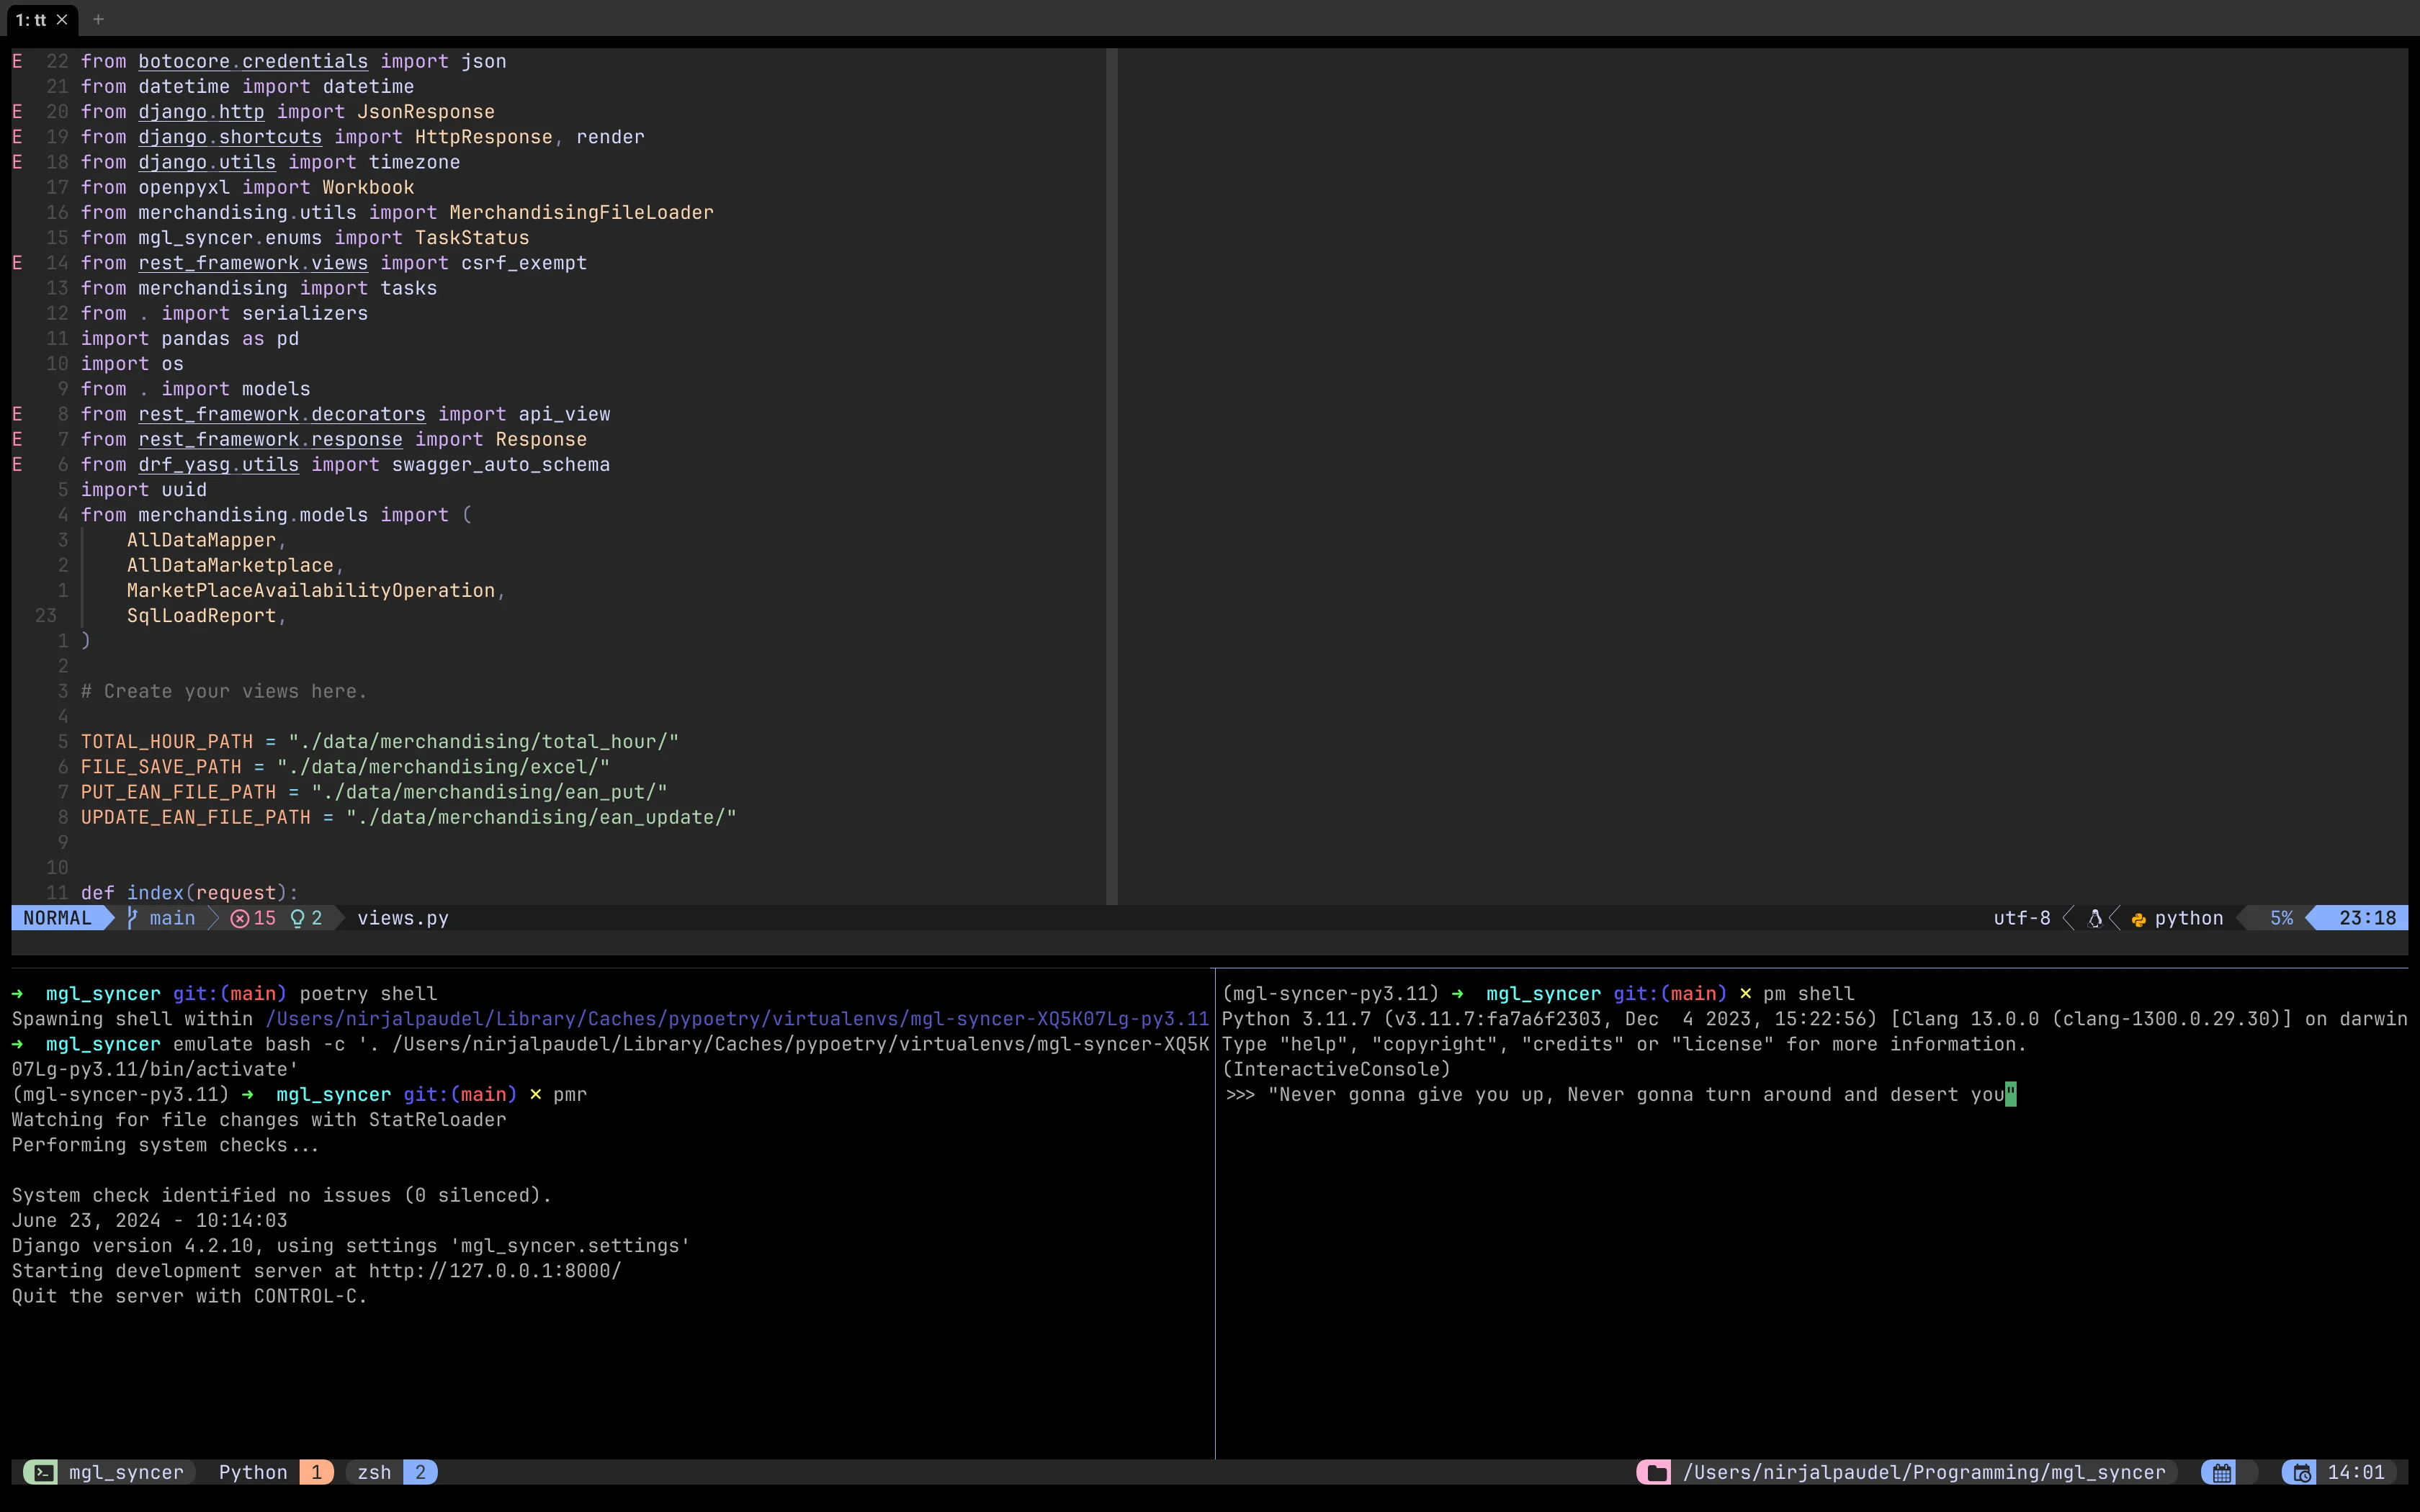 1: tt × +
E 22 from botocore.credentials import json
21 from datetime import datetime
E 20 from django.http import JsonResponse
E 19 from django.shortcuts import HttpResponse, render
E 18 from django.utils import timezone
17 from openpyxl import Workbook
16 from merchandising.utils import MerchandisingFileLoader
15 from mgl_syncer.enums import TaskStatus
E 14 from rest_framework.views import csrf_exempt
13 from merchandising import tasks
12 from . import serializers
11 import pandas as pd
10 import os
9 from . import models
E 8 from rest_framework.decorators import api_view
E 7 from rest_framework.response import Response
E 6 from drf_yasg.utils import swagger_auto_schema
5 import uuid
4 from merchandising.models import (
3 AllDataMapper,
2 AllDataMarketplace,
1 MarketPlaceAvailabilityOperation,
23 SqlLoadReport,
1 )
2
3 # Create your views here.
4
5 TOTAL_HOUR_PATH = "./data/merchandising/total_hour/"
6 FILE_SAVE_PATH = "./data/merchandising/excel/"
7 PUT_EAN_FILE_PATH = "./data/merchandising/ean_put/"
8 UPDATE_EAN_FILE_PATH = "./data/merchandising/ean_update/"
9
10
11 def index(request):
NORMAL main 15 2 views.py utf-8 python 5% 23:18
➜ mgl_syncer git:(main) poetry shell
Spawning shell within /Users/nirjalpaudel/Library/Caches/pypoetry/virtualenvs/mgl-syncer-XQ5K07Lg-py3.11
➜ mgl_syncer emulate bash -c '. /Users/nirjalpaudel/Library/Caches/pypoetry/virtualenvs/mgl-syncer-XQ5K
07Lg-py3.11/bin/activate'
(mgl-syncer-py3.11) ➜ mgl_syncer git:(main) × pmr
Watching for file changes with StatReloader
Performing system checks...
System check identified no issues (0 silenced).
June 23, 2024 - 10:14:03
Django version 4.2.10, using settings 'mgl_syncer.settings'
Starting development server at http://127.0.0.1:8000/
Quit the server with CONTROL-C.
(mgl-syncer-py3.11) ➜ mgl_syncer git:(main) × pm shell
Python 3.11.7 (v3.11.7:fa7a6f2303, Dec 4 2023, 15:22:56) [Clang 13.0.0 (clang-1300.0.29.30)] on darwin
Type "help", "copyright", "credits" or "license" for more information.
(InteractiveConsole)
>>> "Never gonna give you up, Never gonna turn around and desert you"
mgl_syncer Python 1 zsh 2 /Users/nirjalpaudel/Programming/mgl_syncer 14:01